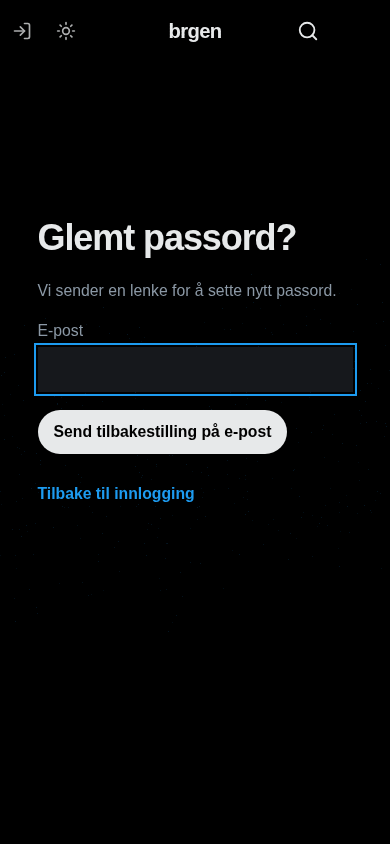 brgen
Glemt passord?
Vi sender en lenke for å sette nytt passord.
E-post
Send tilbakestilling på e-post
Tilbake til innlogging